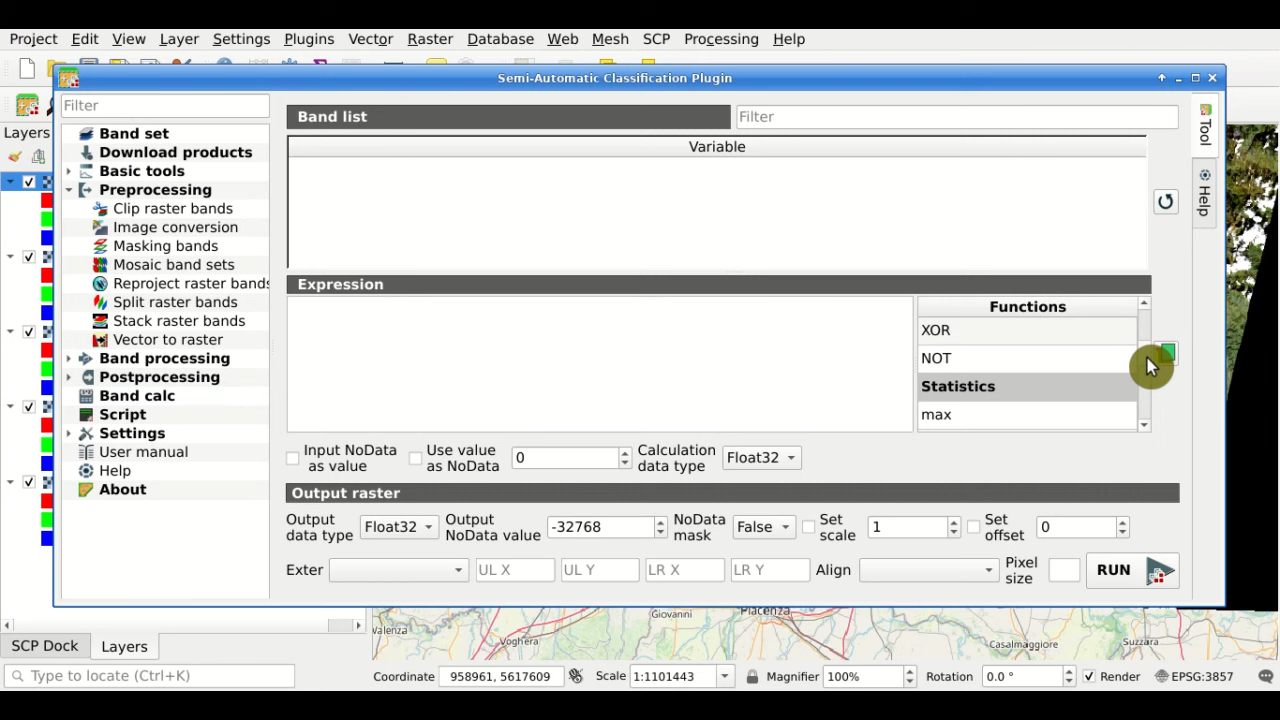 Project Edit View Layer Settings Plugins Vector Raster Database Web Mesh SCP Processing Help
Semi-Automatic Classification Plugin
Layers
Filter
Band set
Download products
Basic tools
Preprocessing
Clip raster bands
Image conversion
Masking bands
Mosaic band sets
Reproject raster bands
Split raster bands
Stack raster bands
Vector to raster
Band processing
Postprocessing
Band calc
Script
Settings
User manual
Help
About
Band list
Filter
Variable
Expression
Functions
XOR
NOT
Statistics
max
Input NoData
as value
Use value
as NoData
0
Calculation
data type
Float32
Output raster
Output
data type
Float32
Output
NoData value
-32768
NoData
mask
False
Set
scale
1
Set
offset
0
Exter
UL X
UL Y
LR X
LR Y
Align
Pixel
size
RUN
Tool
Help
Voghera
Giovanni
Piacenza
Casalmaggiore
Suzzara
SCP Dock Layers
Type to locate (Ctrl+K)
Coordinate 958961, 5617609 Scale 1:1101443 Magnifier 100% Rotation 0.0 ° Render EPSG:3857